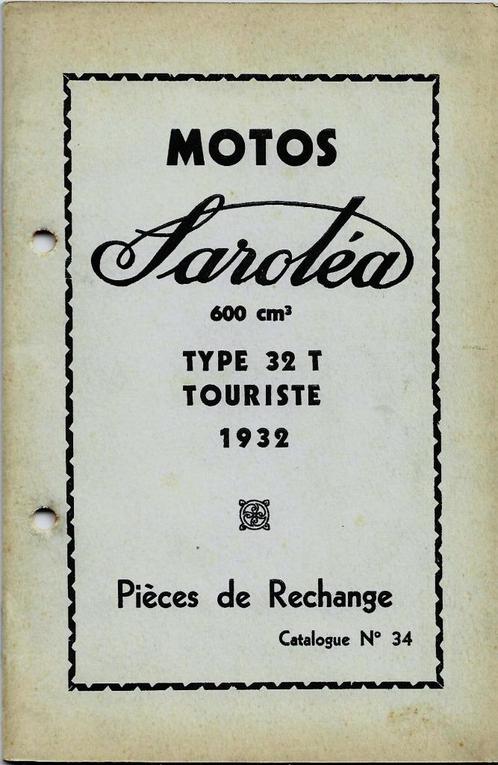 MOTOS
Saroléa
600 cm³
TYPE 32 T
TOURISTE
1932
Pièces de Rechange
Catalogue N° 34